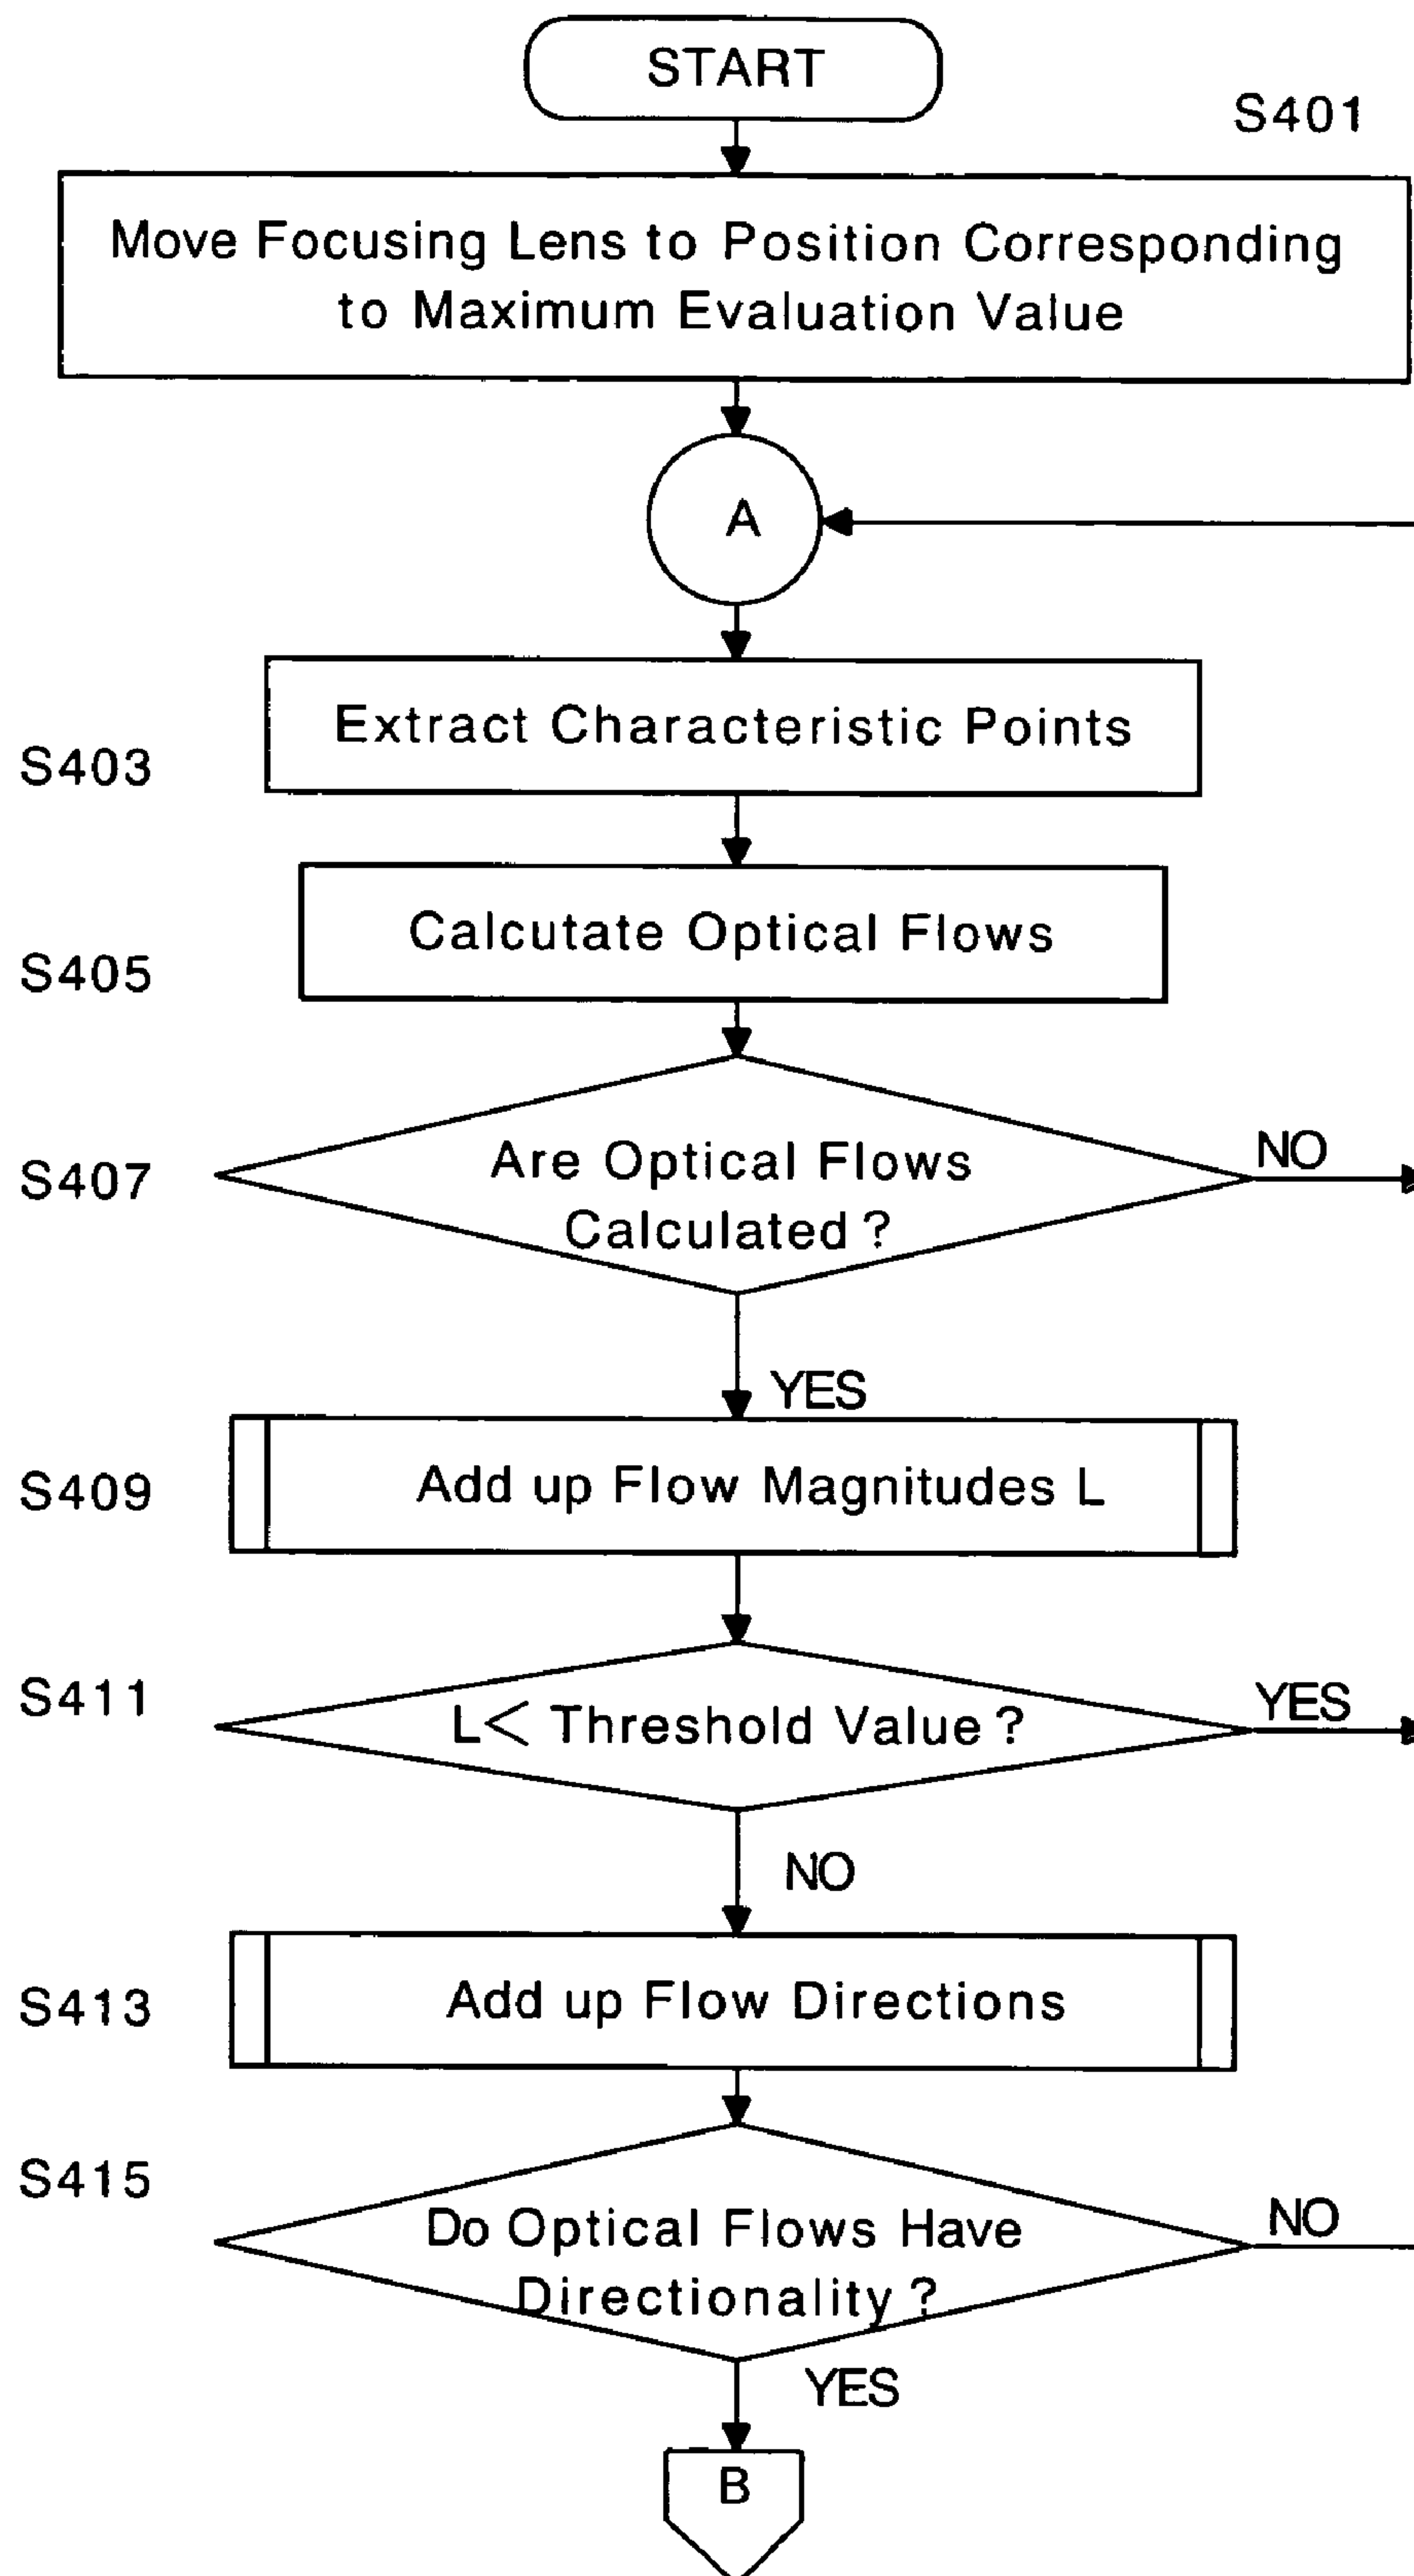 START
S401
Move Focusing Lens to Position Corresponding
to Maximum Evaluation Value
A
Extract Characteristic Points
S403
Calcutate Optical Flows
S405
Are Optical Flows
Calculated ?
NO
S407
YES
Add up Flow Magnitudes L
S409
L< Threshold Value ?
YES
S411
NO
Add up Flow Directions
S413
S415
Do Optical Flows Have
Directionality ?
NO
YES
B